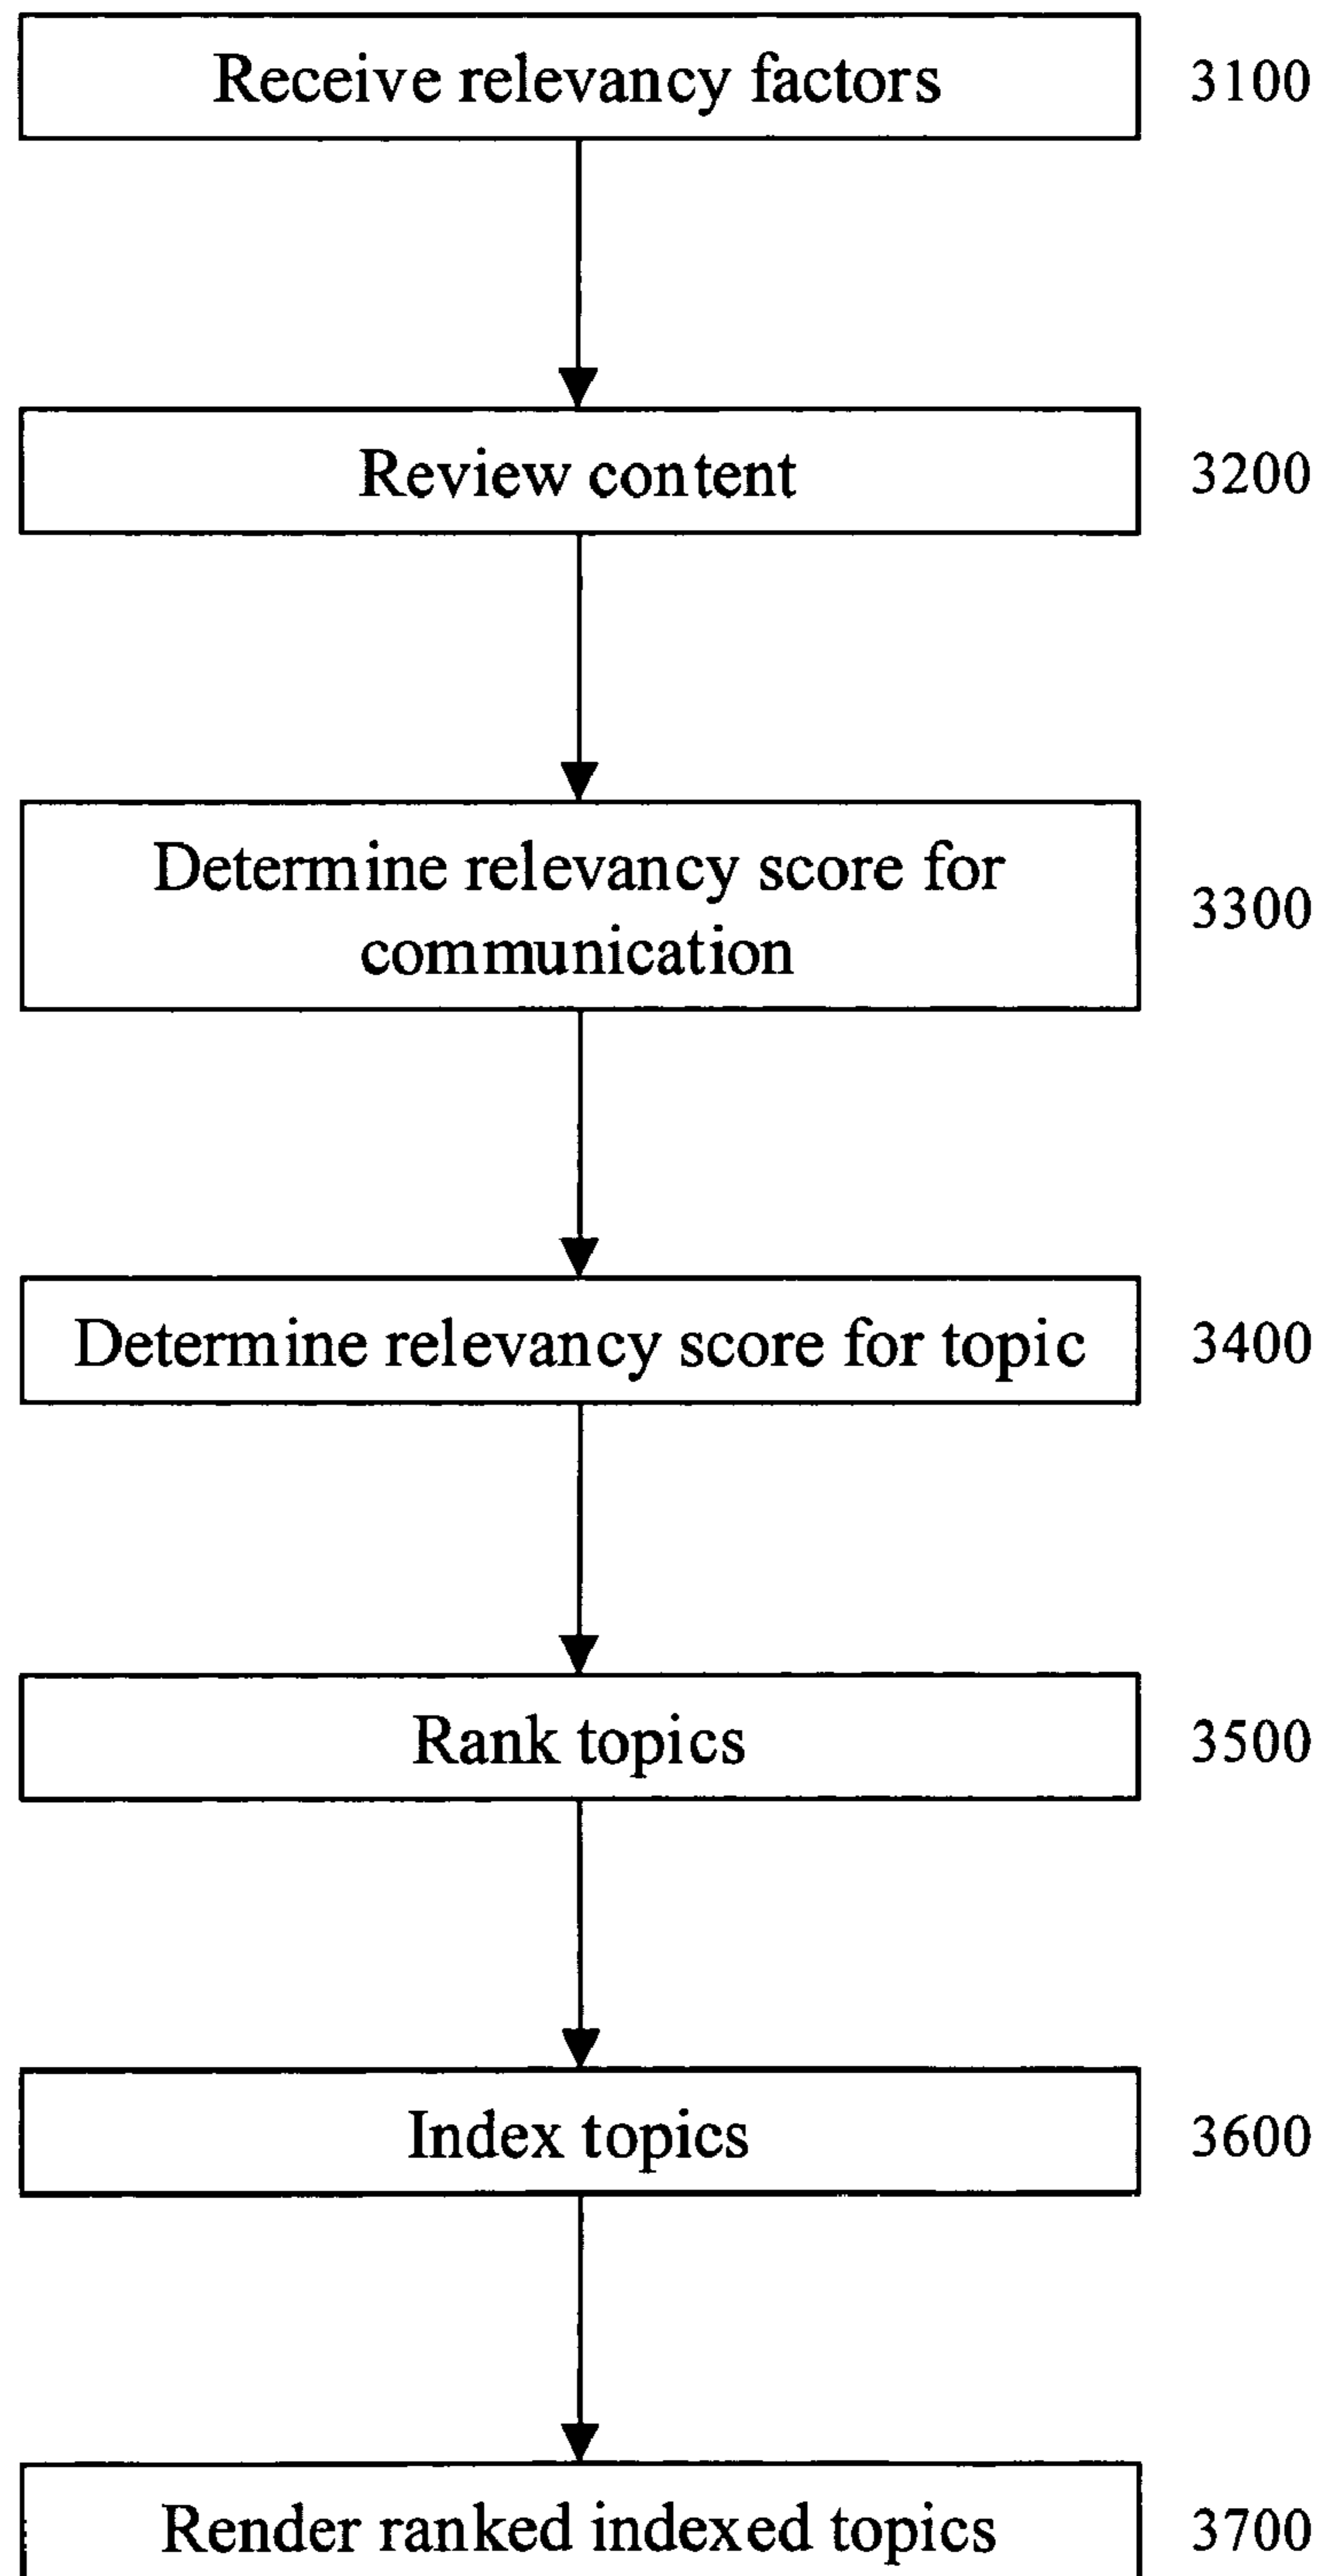 Receive relevancy factors 3100
Review content 3200
Determine relevancy score for
communication 3300
Determine relevancy score for topic 3400
Rank topics 3500
Index topics 3600
Render ranked indexed topics 3700